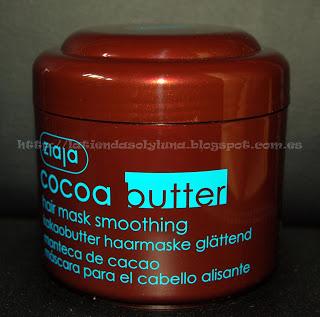 http://latiendasolyluna.blogspot.com.es
ziaja
cocoa butter
hair mask smoothing
kakaobutter haarmaske glättend
manteca de cacao
máscara para el cabello alisante